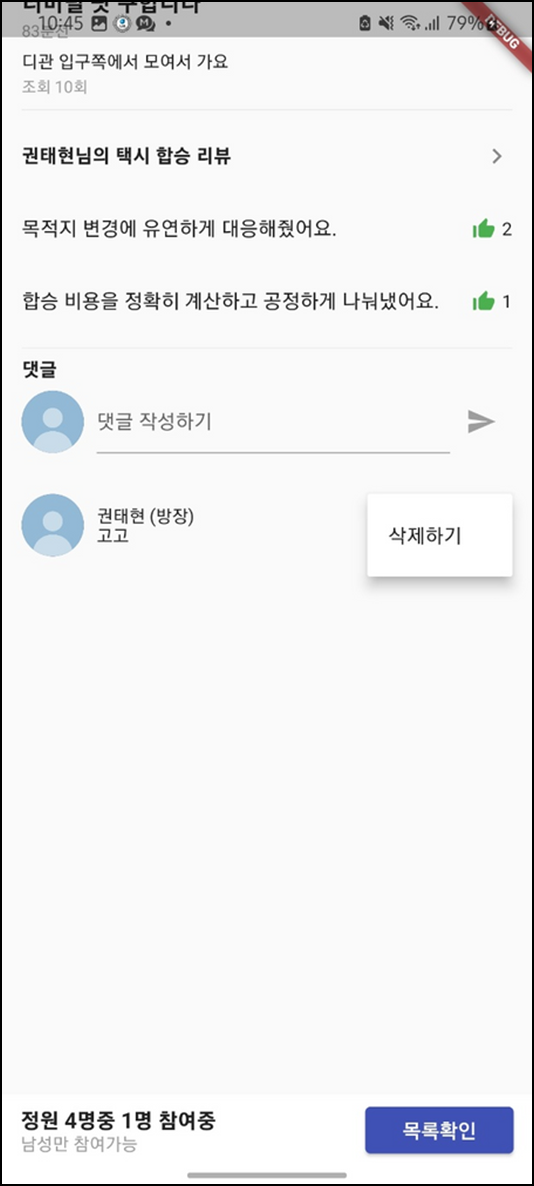 10:45
79%
DEBUG
83분전
디관 입구쪽에서 모여서 가요
조회 10회
권태현님의 택시 합승 리뷰
목적지 변경에 유연하게 대응해줬어요.
2
합승 비용을 정확히 계산하고 공정하게 나눠냈어요.
1
댓글
댓글 작성하기
권태현 (방장)
고고
삭제하기
정원 4명중 1명 참여중
남성만 참여가능
목록확인